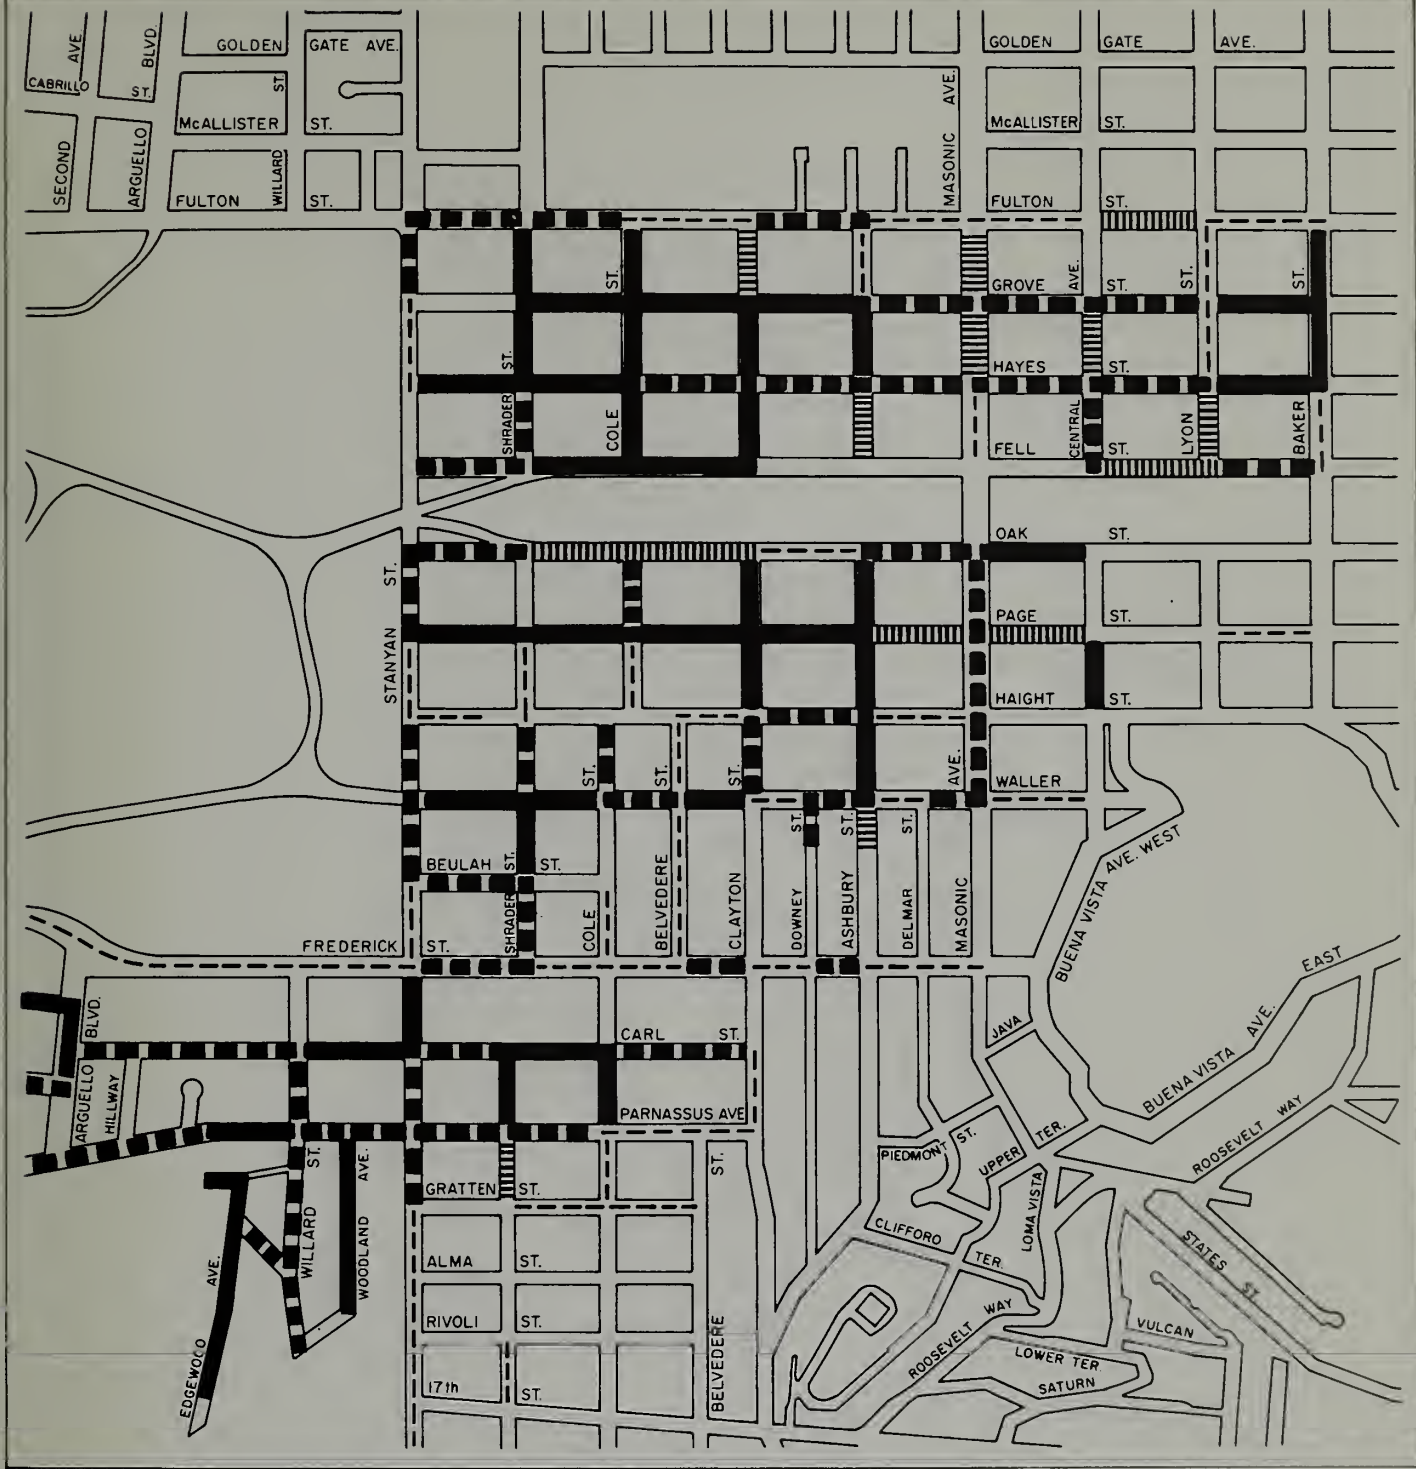 GOLDEN GATE AVE. GOLDEN GATE AVE.
AVE. BLVD.
CABRILLO ST. ST.
McALLISTER ST. McALLISTER ST.
MASONIC AVE.
SECOND ARGUELLO WILLARD
FULTON ST. FULTON ST.
ST. GROVE AVE. ST. ST. ST.
ST. HAYES ST.
SHRADER COLE FELL CENTRAL ST. LYON BAKER
OAK ST.
STANYAN ST.
PAGE ST.
HAIGHT ST.
ST. ST. ST. AVE. WALLER
ST. ST. ST.
BEULAH ST. ST.
BUENA VISTA AVE. WEST
FREDERICK ST. SHRADER COLE BELVEDERE CLAYTON DOWNEY ASHBURY DELMAR MASONIC
BUENA VISTA AVE. EAST
BLVD. CARL ST. JAVA
ARGUELLO HILLWAY PARNASSUS AVE
TER.
ROOSEVELT WAY
PIEDMONT ST. UPPER
ST. AVE. GRATTEN ST. ST.
WILLARD WOODLAND
CLIFFORD TER. LOMA VISTA
STATES ST.
ALMA ST.
EDGEWOOD AVE.
RIVOLI ST.
ROOSEVELT WAY
VULCAN
LOWER TER.
SATURN
17th ST. BELVEDERE